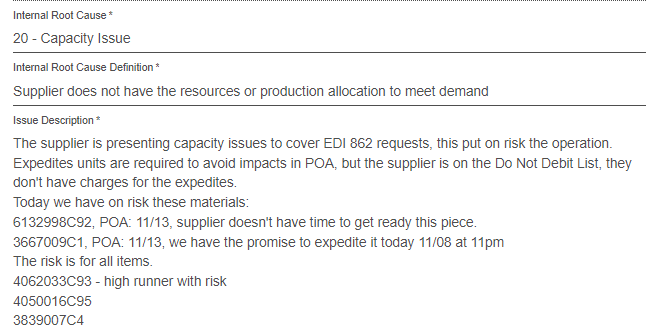 Internal Root Cause *
20 - Capacity Issue
Internal Root Cause Definition *
Supplier does not have the resources or production allocation to meet demand
Issue Description *
The supplier is presenting capacity issues to cover EDI 862 requests, this put on risk the operation.
Expedites units are required to avoid impacts in POA, but the supplier is on the Do Not Debit List, they
don't have charges for the expedites.
Today we have on risk these materials:
6132998C92, POA: 11/13, supplier doesn't have time to get ready this piece.
3667009C1, POA: 11/13, we have the promise to expedite it today 11/08 at 11pm
The risk is for all items.
4062033C93 - high runner with risk
4050016C95
3839007C4